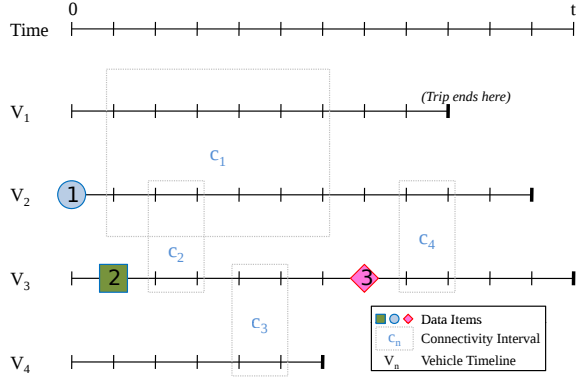 0 t
Time
(Trip ends here)
V1
c1
1
V2
c4
c2
2
3
V3
c3
Data Items
cn Connectivity Interval
Vn Vehicle Timeline
V4